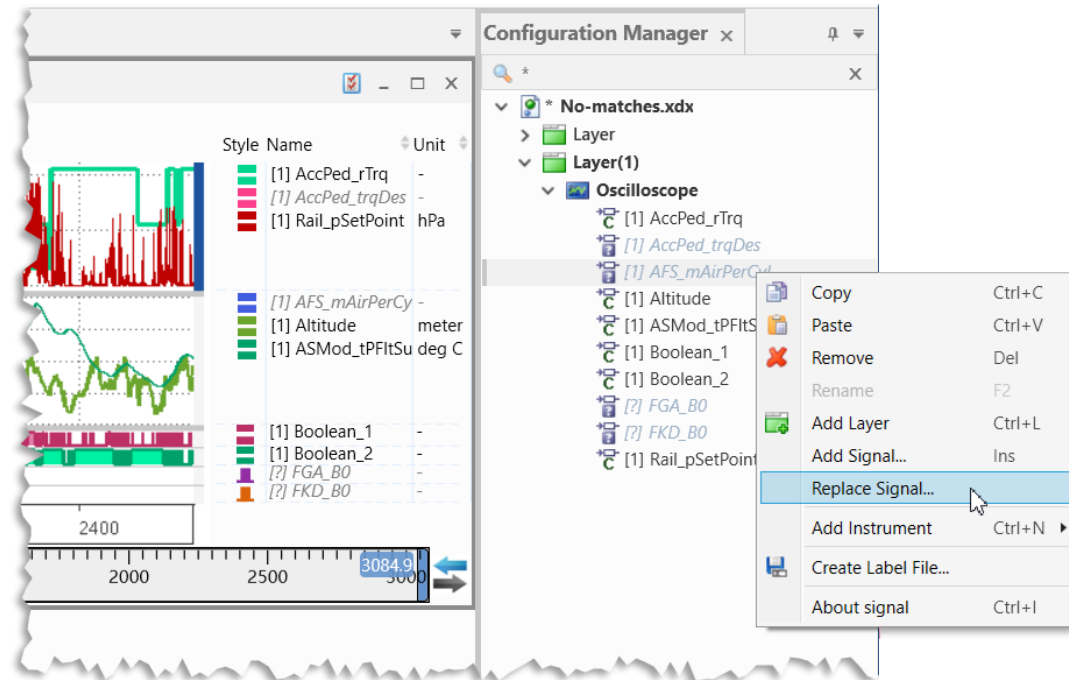 Configuration Manager
*
* No-matches.xdx
Layer
Layer(1)
Oscilloscope
[1] AccPed_rTrq
[1] AccPed_trqDes
[1] AFS_mAirPerCyl
[1] Altitude
[1] ASMod_tPFltS
[1] Boolean_1
[1] Boolean_2
[?] FGA_B0
[?] FKD_B0
[1] Rail_pSetPoint
Style Name Unit
[1] AccPed_rTrq -
[1] AccPed_trqDes -
[1] Rail_pSetPoint hPa
[1] AFS_mAirPerCy -
[1] Altitude meter
[1] ASMod_tPFltSu deg C
[1] Boolean_1 -
[1] Boolean_2 -
[?] FGA_B0 -
[?] FKD_B0 -
2400
2000 2500 3000
3084.9
Copy Ctrl+C
Paste Ctrl+V
Remove Del
Rename F2
Add Layer Ctrl+L
Add Signal... Ins
Replace Signal...
Add Instrument Ctrl+N
Create Label File...
About signal Ctrl+I